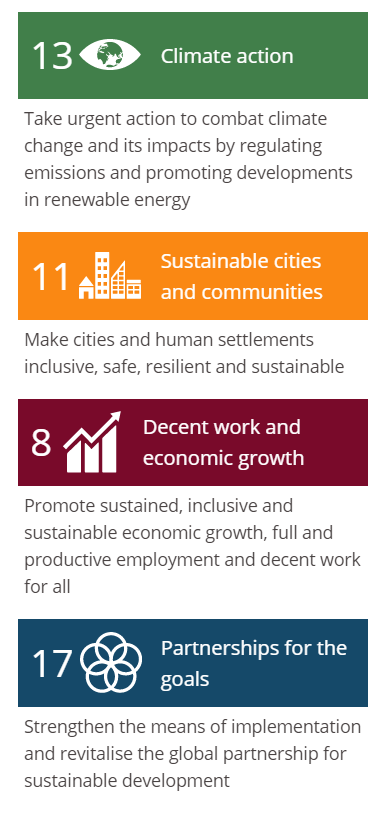 13 Climate action
Take urgent action to combat climate
change and its impacts by regulating
emissions and promoting developments
in renewable energy
11 Sustainable cities
and communities
Make cities and human settlements
inclusive, safe, resilient and sustainable
8 Decent work and
economic growth
Promote sustained, inclusive and
sustainable economic growth, full and
productive employment and decent work
for all
17 Partnerships for the
goals
Strengthen the means of implementation
and revitalise the global partnership for
sustainable development